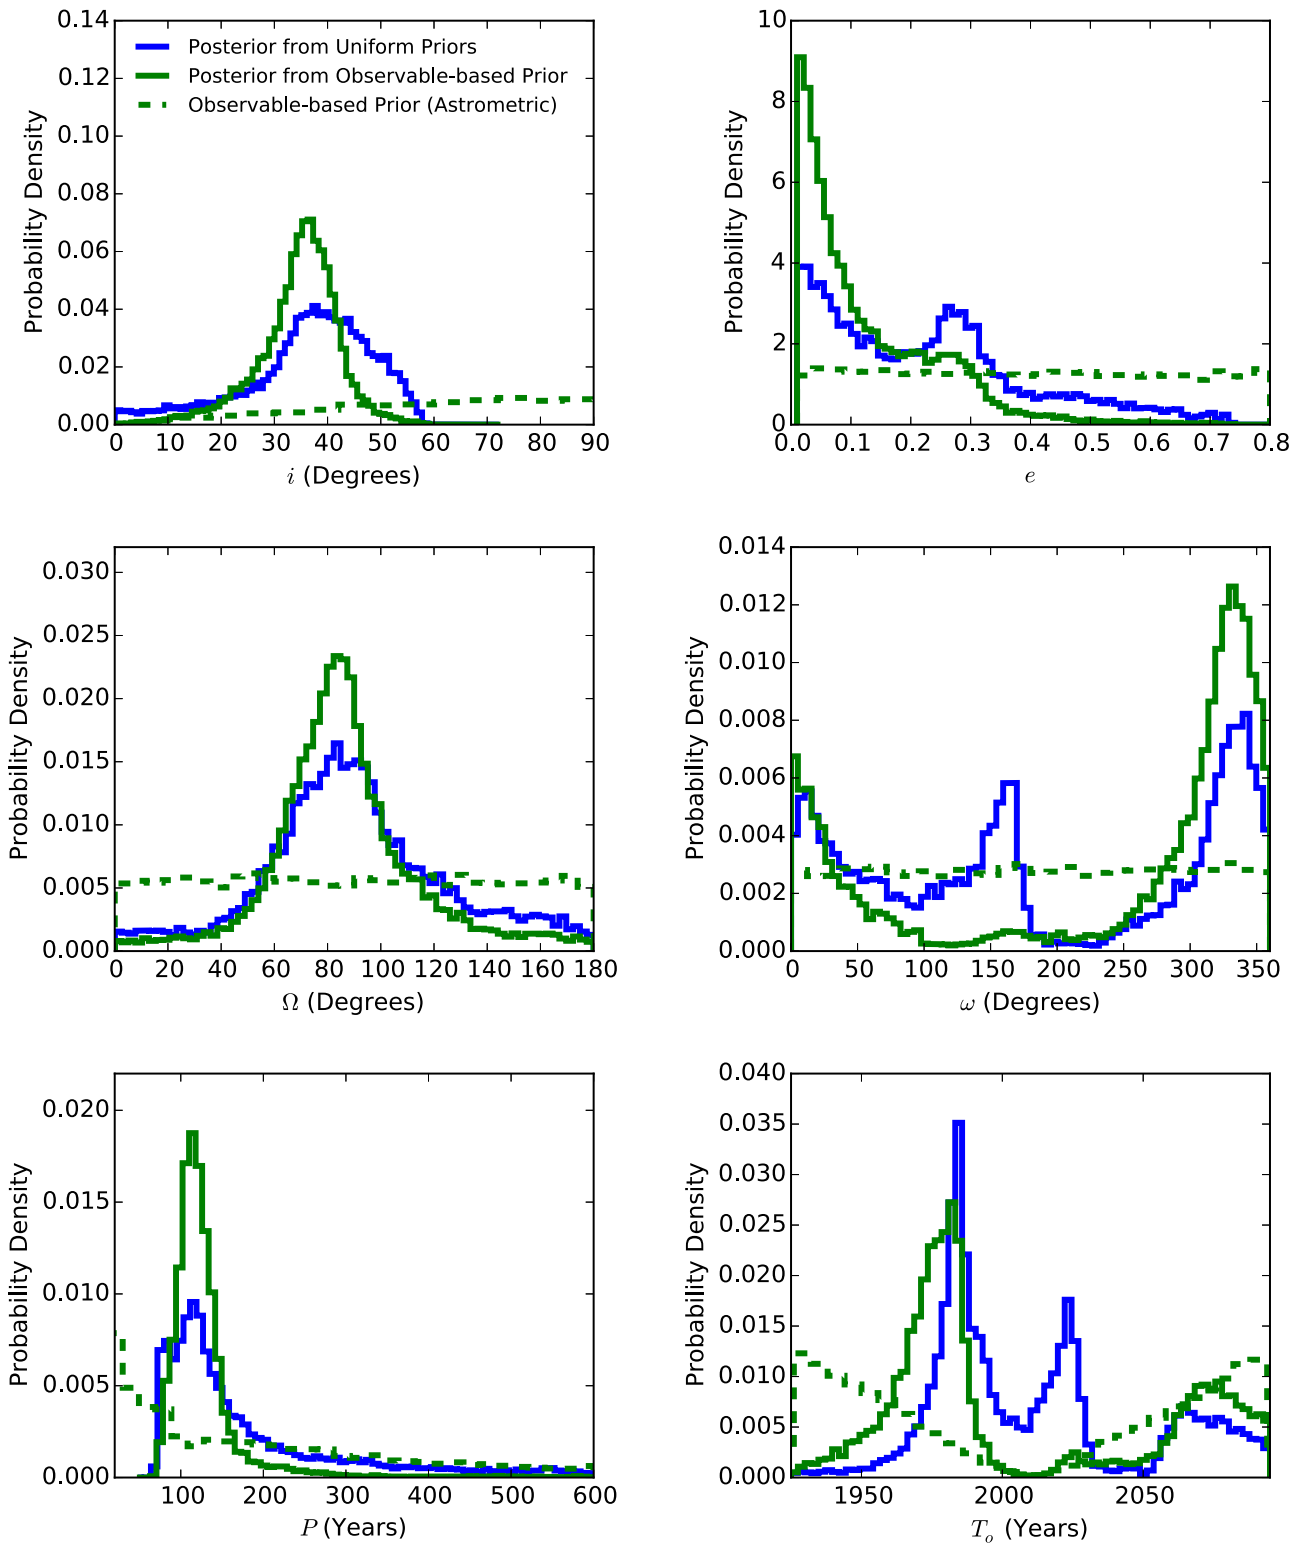 0.14
0.12
0.10
0.08
0.06
0.04
0.02
0.00
Probability Density
Posterior from Uniform Priors
Posterior from Observable-based Prior
Observable-based Prior (Astrometric)
0 10 20 30 40 50 60 70 80 90
i (Degrees)
10
8
6
4
2
0
Probability Density
0.0 0.1 0.2 0.3 0.4 0.5 0.6 0.7 0.8
e
0.030
0.025
0.020
0.015
0.010
0.005
0.000
Probability Density
0 20 40 60 80 100 120 140 160 180
Ω (Degrees)
0.014
0.012
0.010
0.008
0.006
0.004
0.002
0.000
Probability Density
0 50 100 150 200 250 300 350
ω (Degrees)
0.020
0.015
0.010
0.005
0.000
Probability Density
100 200 300 400 500 600
P (Years)
0.040
0.035
0.030
0.025
0.020
0.015
0.010
0.005
0.000
Probability Density
1950 2000 2050
T_o (Years)